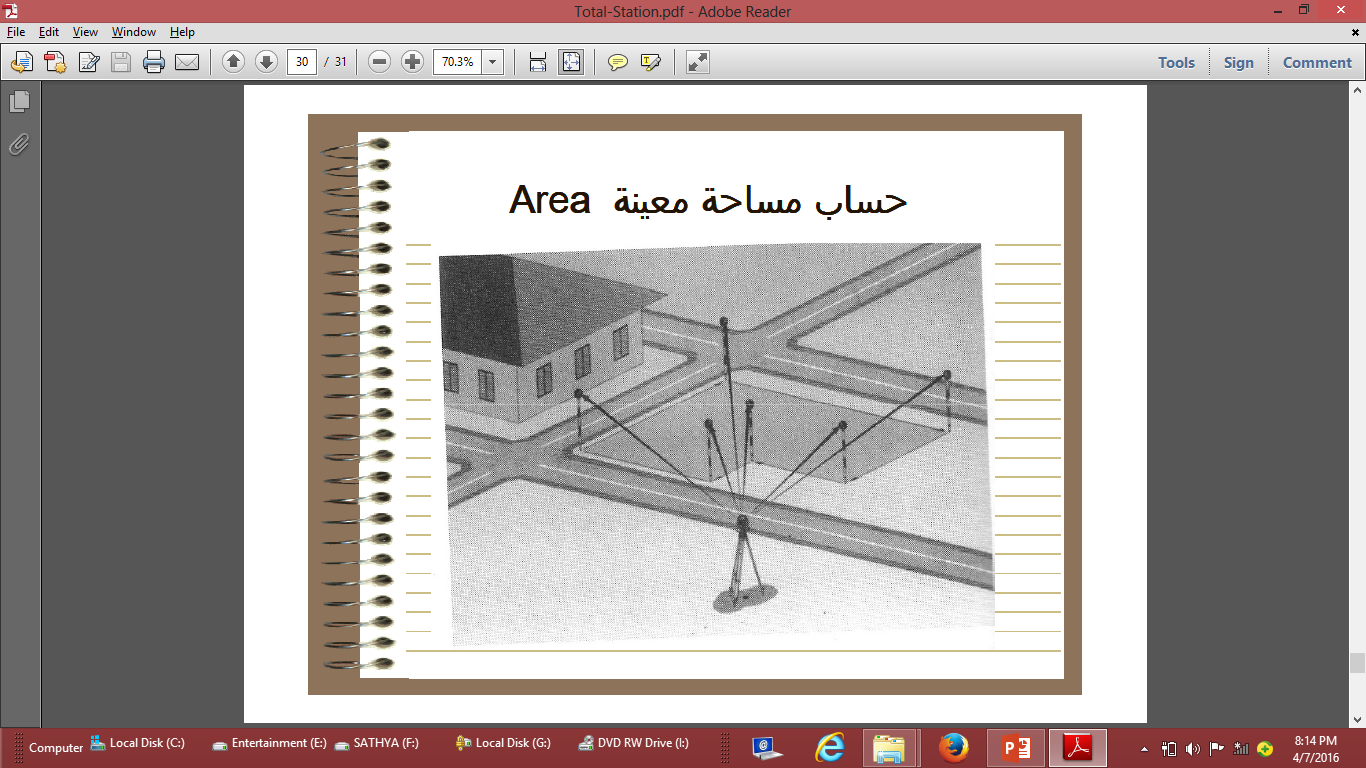 Total-Station.pdf - Adobe Reader
File Edit View Window Help
30 / 31 70.3% Tools Sign Comment
حساب مساحة معينة Area
Computer Local Disk (C:) Entertainment (E:) SATHYA (F:) Local Disk (G:) DVD RW Drive (I:) 8:14 PM
4/7/2016